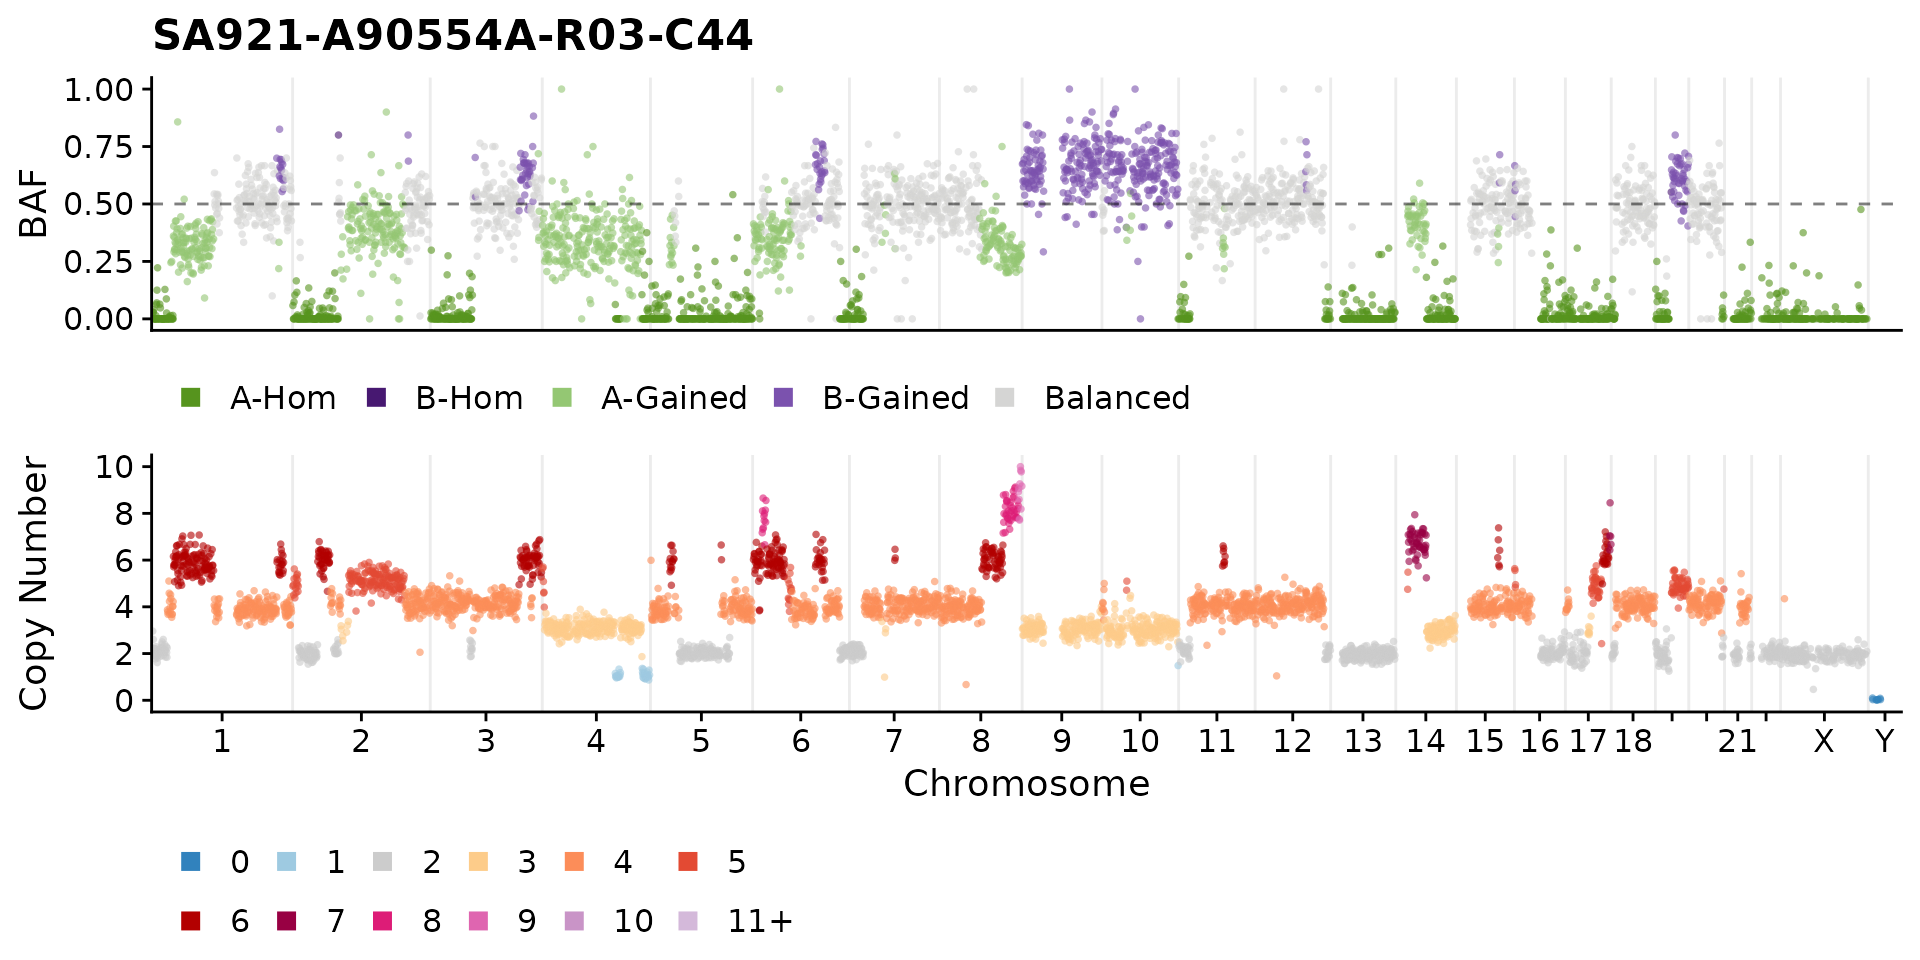 SA921-A90554A-R03-C44
BAF
1.00
0.75
0.50
0.25
0.00
A-Hom B-Hom A-Gained B-Gained Balanced
Copy Number
10
8
6
4
2
0
1 2 3 4 5 6 7 8 9 10 11 12 13 14 15 16 17 18 21 X Y
Chromosome
0 1 2 3 4 5
6 7 8 9 10 11+